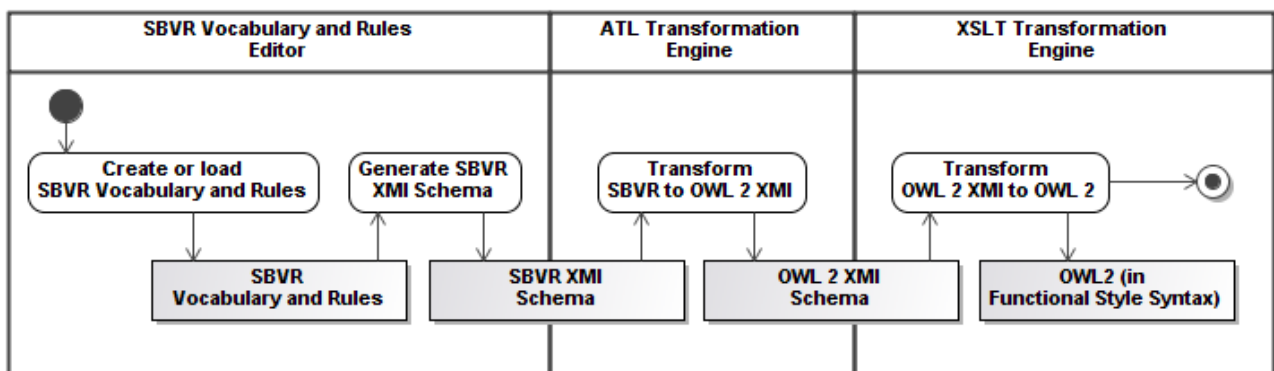 SBVR Vocabulary and Rules
Editor
ATL Transformation
Engine
XSLT Transformation
Engine
Create or load
SBVR Vocabulary and Rules
Generate SBVR
XMI Schema
Transform
SBVR to OWL 2 XMI
Transform
OWL 2 XMI to OWL 2
SBVR
Vocabulary and Rules
SBVR XMI
Schema
OWL 2 XMI
Schema
OWL2 (in
Functional Style Syntax)